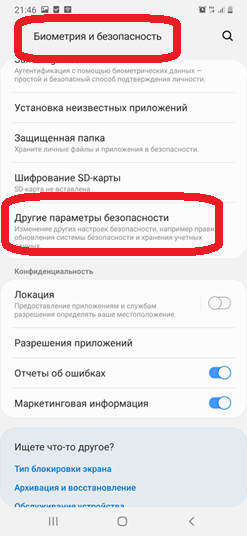 21:46
Биометрия и безопасность
Аутентификация с помощью биометрических данных –
простой и безопасный способ подтверждения личности.
Установка неизвестных приложений
Защищенная папка
Храните личные файлы и приложения в безопасности.
Шифрование SD-карты
SD-карта не вставлена
Другие параметры безопасности
Изменение других настроек безопасности, например
обновления системы безопасности и хранения учетных
данных.
Конфиденциальность
Локация
Предоставление приложениям и службам
разрешения определять ваше местоположение.
Разрешения приложений
Отчеты об ошибках
Маркетинговая информация
Ищете что-то другое?
Тип блокировки экрана
Архивация и восстановление
Обслуживание устройства